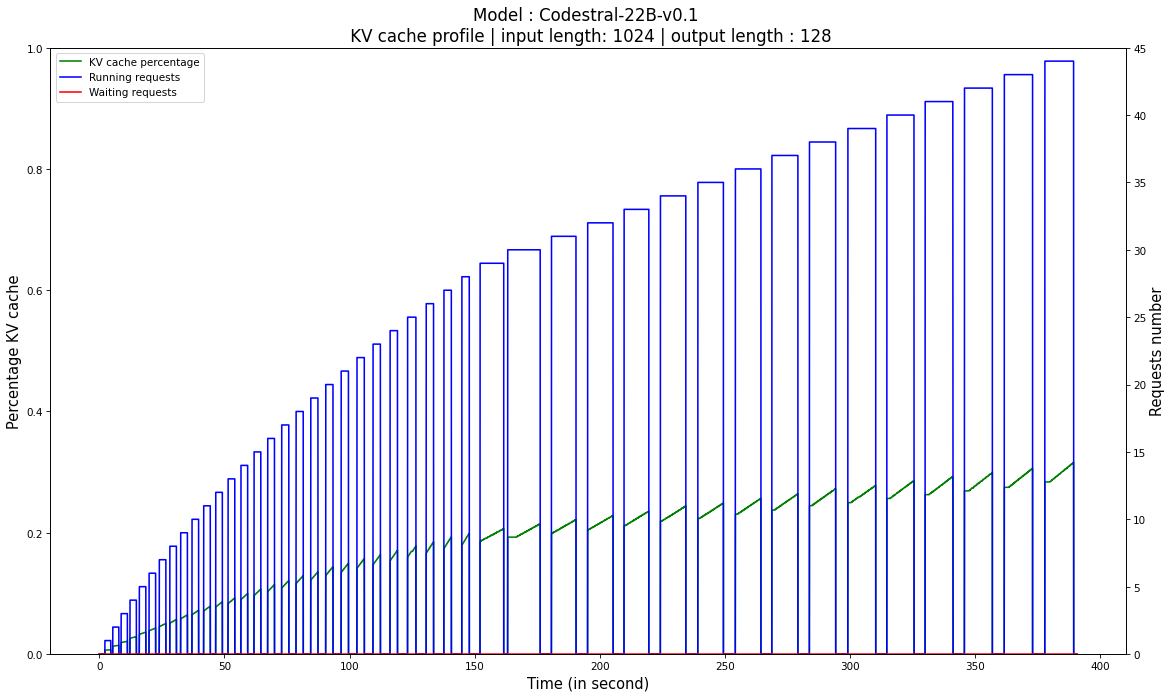 Model : Codestral-22B-v0.1
KV cache profile | input length: 1024 | output length : 128
KV cache percentage
Running requests
Waiting requests
Percentage KV cache
1.0
0.8
0.6
0.4
0.2
0.0
45
40
35
30
25
20
15
10
5
0
Requests number
0 50 100 150 200 250 300 350 400
Time (in second)